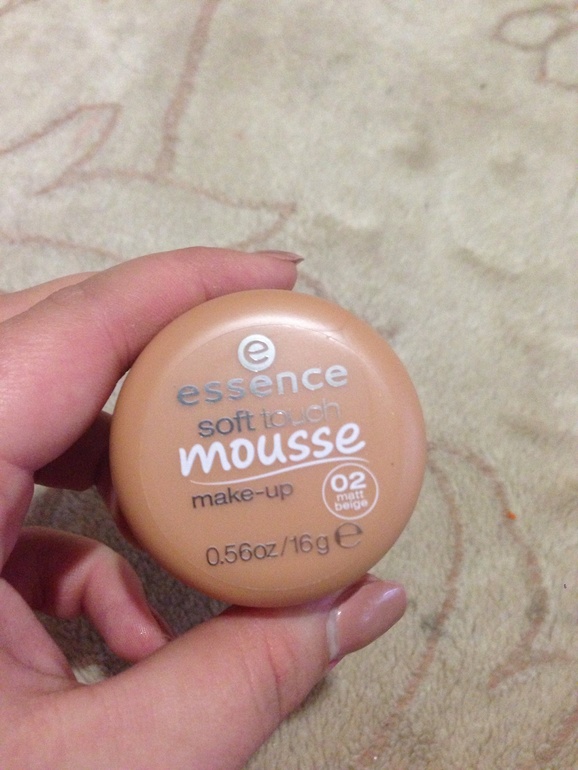 e
essence
soft touch
mousse
make-up
02
matt
beige
0.56oz/16g ℮